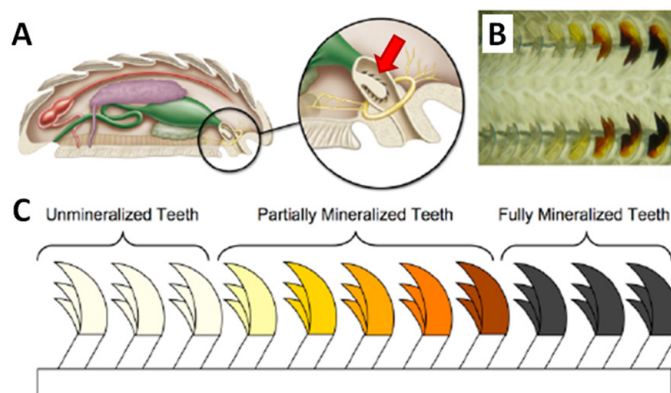 A
B
C
Unmineralized Teeth
Partially Mineralized Teeth
Fully Mineralized Teeth